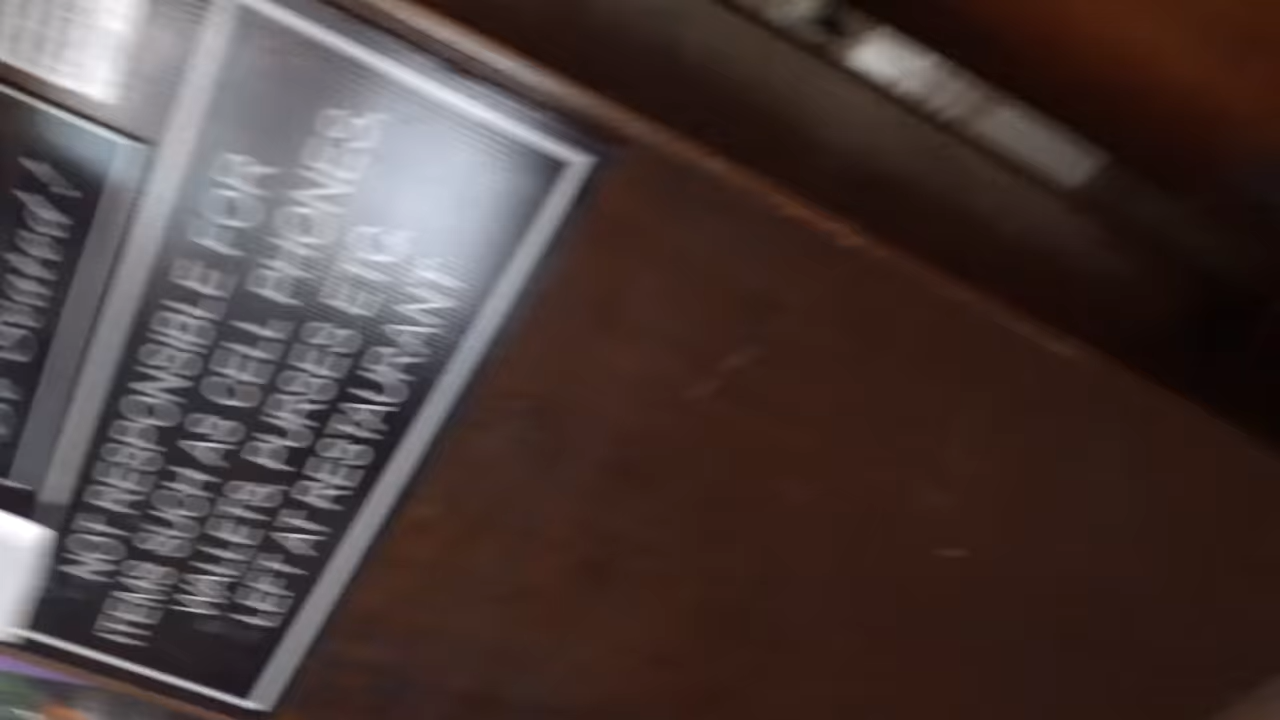 NOT RESPONSIBLE FOR
ITEMS SUCH AS CELL PHONES,
WALLETS PURSES ETC.
LEFT AT RESTAURANT